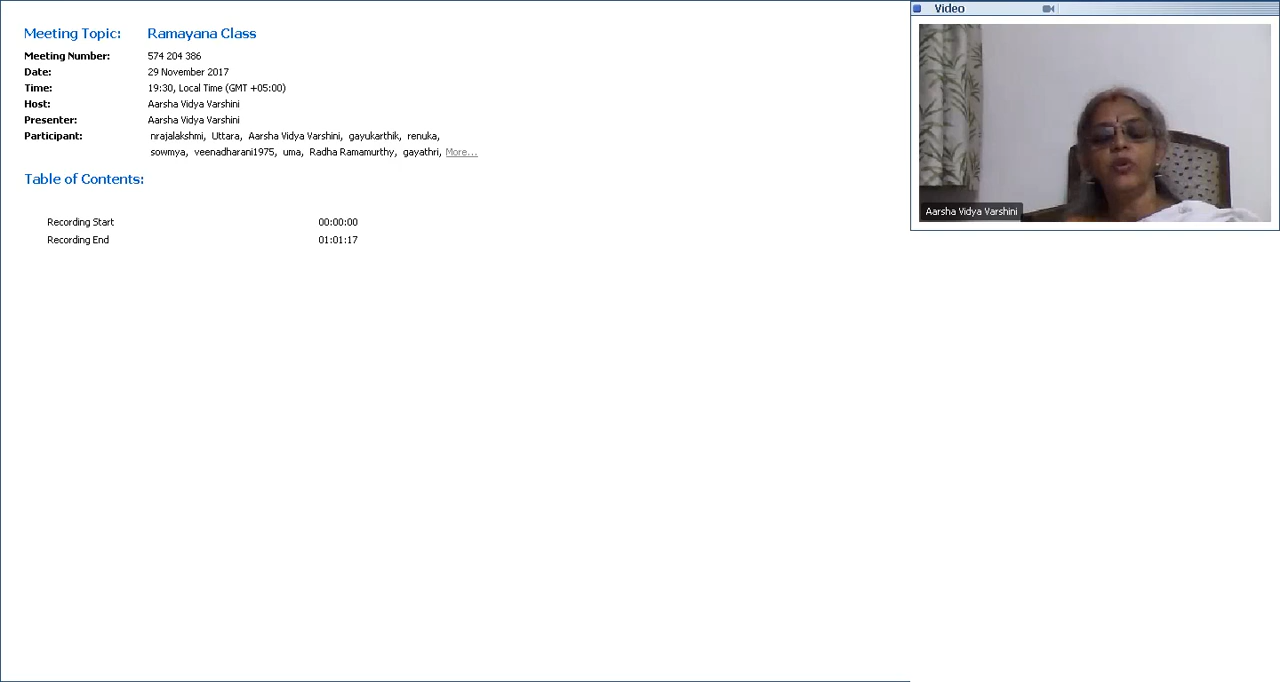 Meeting Topic: Ramayana Class
Meeting Number: 574 204 386
Date: 29 November 2017
Time: 19:30, Local Time (GMT +05:00)
Host: Aarsha Vidya Varshini
Presenter: Aarsha Vidya Varshini
Participant: nrajalakshmi, Uttara, Aarsha Vidya Varshini, gayukarthik, renuka,
sowmya, veenadharani1975, uma, Radha Ramamurthy, gayathri, More...
Table of Contents:
Recording Start 00:00:00
Recording End 01:01:17
Video
Aarsha Vidya Varshini